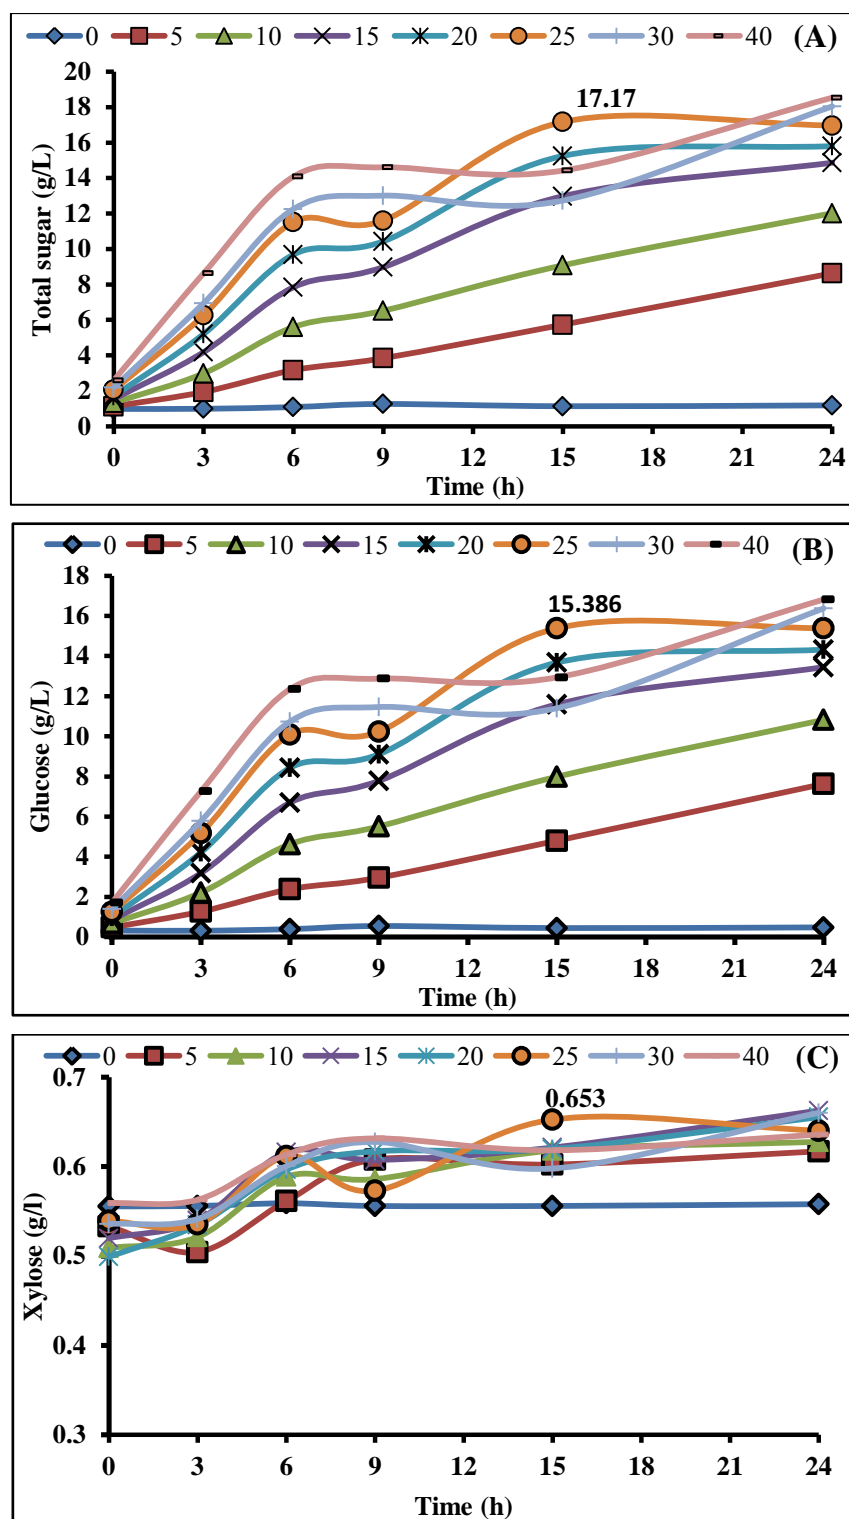 0 5 10 15 20 25 30 40 (A)
20
18
16
14
12
10
8
6
4
2
0
Total sugar (g/L)
17.17
0 3 6 9 12 15 18 21 24
Time (h)
0 5 10 15 20 25 30 40 (B)
18
16
14
12
10
8
6
4
2
0
Glucose (g/L)
15.386
0 3 6 9 12 15 18 21 24
Time (h)
0 5 10 15 20 25 30 40 (C)
0.7
0.6
0.5
0.4
0.3
Xylose (g/l)
0.653
0 3 6 9 12 15 18 21 24
Time (h)